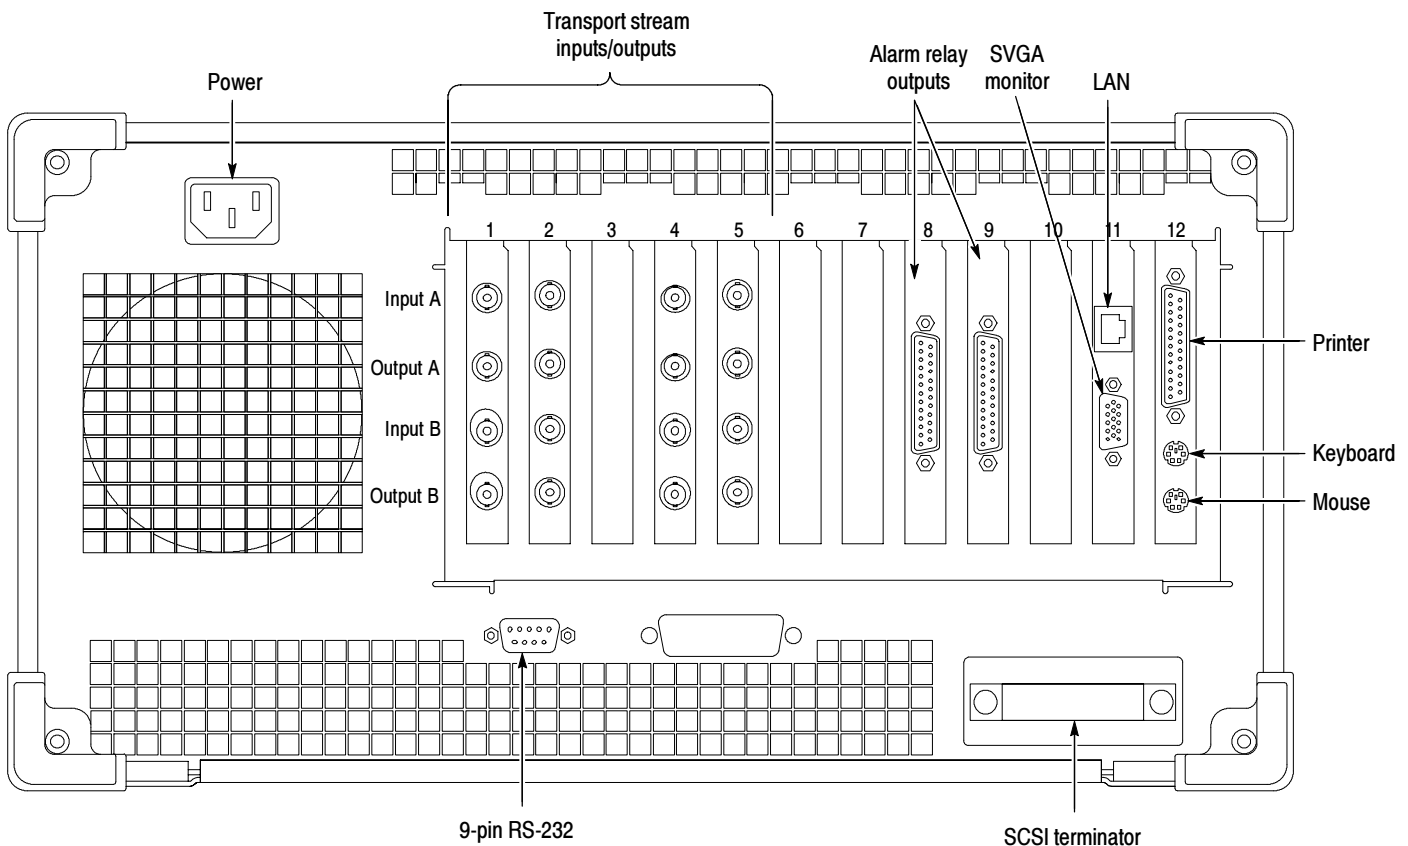 Transport stream
inputs/outputs
Power
Alarm relay
outputs
SVGA
monitor
LAN
1 2 3 4 5 6 7 8 9 10 11 12
Input A
Output A
Input B
Output B
Printer
Keyboard
Mouse
9-pin RS-232
SCSI terminator